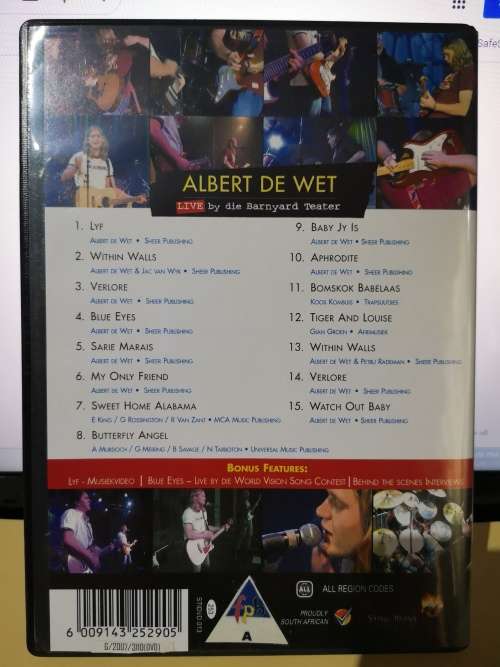 ALBERT DE WET
LIVE by die Barnyard Teater
1. LYF
ALBERT DE WET • SHEER PUBLISHING
2. WITHIN WALLS
ALBERT DE WET & JAC VAN WYK • SHEER PUBLISHING
3. VERLORE
ALBERT DE WET • SHEER PUBLISHING
4. BLUE EYES
ALBERT DE WET • SHEER PUBLISHING
5. SARIE MARAIS
ALBERT DE WET • SHEER PUBLISHING
6. MY ONLY FRIEND
ALBERT DE WET • SHEER PUBLISHING
7. SWEET HOME ALABAMA
E KING / G ROSSINGTON / R VAN ZANT • MCA MUSIC PUBLISHING
8. BUTTERFLY ANGEL
A MURDOCH / G MEIRING / B SAVAGE / N TARBOTON • UNIVERSAL MUSIC PUBLISHING
9. BABY JY IS
ALBERT DE WET • SHEER PUBLISHING
10. APHRODITE
ALBERT DE WET • SHEER PUBLISHING
11. BOMSKOK BABELAAS
KOOS KOMBUIS • TRAPSUUTJIES
12. TIGER AND LOUISE
GIAN GROEN • AFRIMUSIEK
13. WITHIN WALLS
ALBERT DE WET & PETRU RADEMAN • SHEER PUBLISHING
14. VERLORE
ALBERT DE WET • SHEER PUBLISHING
15. WATCH OUT BABY
ALBERT DE WET • SHEER PUBLISHING
BONUS FEATURES:
LYF - MUSIEKVIDEO | BLUE EYES – LIVE BY DIE WORLD VISION SONG CONTEST | BEHIND THE SCENES INTERVIEWS
6 009143 252905
G/2007/3110(DVD)
STDVD 013
fpb
A
ALL
ALL REGION CODES
PROUDLY
SOUTH AFRICAN